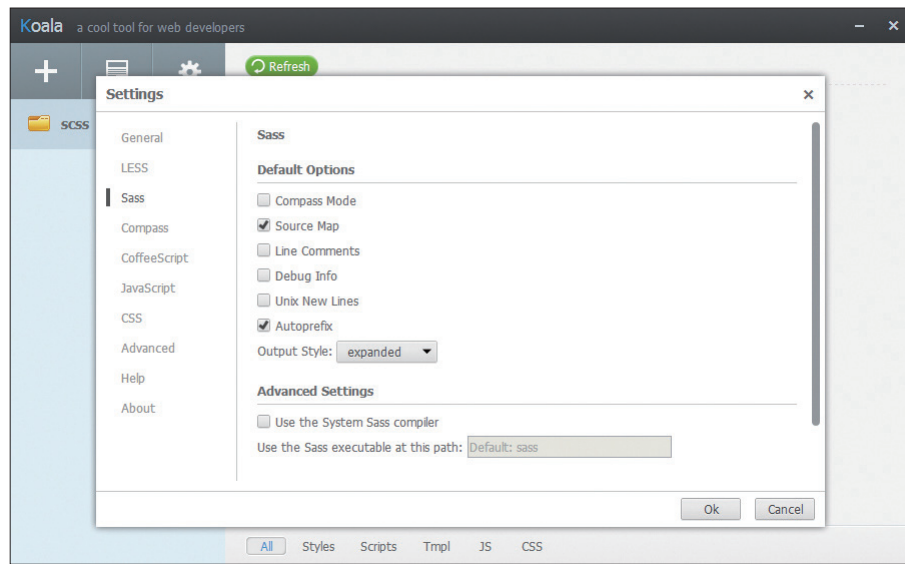 Koala a cool tool for web developers
Refresh
scss
Settings
General
LESS
Sass
Compass
CoffeeScript
JavaScript
CSS
Advanced
Help
About
Sass
Default Options
Compass Mode
Source Map
Line Comments
Debug Info
Unix New Lines
Autoprefix
Output Style: expanded
Advanced Settings
Use the System Sass compiler
Use the Sass executable at this path: Default: sass
Ok Cancel
All Styles Scripts Tmpl JS CSS